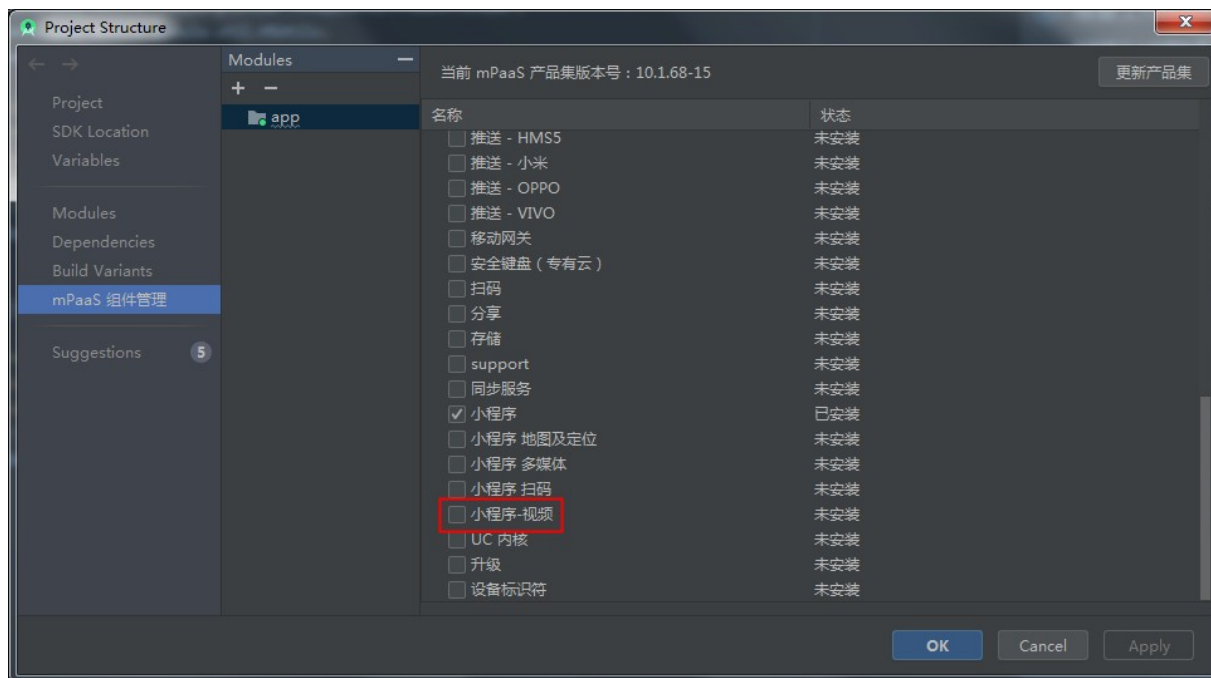 Project Structure
Modules
当前 mPaaS 产品集版本号：10.1.68-15
更新产品集
Project
SDK Location
Variables
Modules
Dependencies
Build Variants
mPaaS 组件管理
Suggestions 5
app
名称 状态
推送 - HMS5 未安装
推送 - 小米 未安装
推送 - OPPO 未安装
推送 - VIVO 未安装
移动网关 未安装
安全键盘（专有云） 未安装
扫码 未安装
分享 未安装
存储 未安装
support 未安装
同步服务 未安装
小程序 已安装
小程序 地图及定位 未安装
小程序 多媒体 未安装
小程序 扫码 未安装
小程序-视频 未安装
UC 内核 未安装
升级 未安装
设备标识符 未安装
OK Cancel Apply